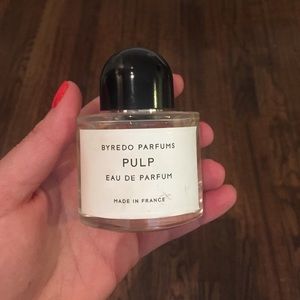 BYREDO PARFUMS
PULP
EAU DE PARFUM
MADE IN FRANCE